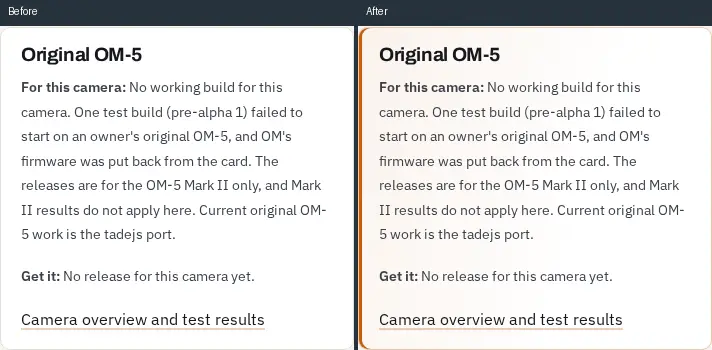 Before
Original OM-5
For this camera: No working build for this
camera. One test build (pre-alpha 1) failed to
start on an owner's original OM-5, and OM's
firmware was put back from the card. The
releases are for the OM-5 Mark II only, and Mark
II results do not apply here. Current original OM-
5 work is the tadejs port.
Get it: No release for this camera yet.
Camera overview and test results
After
Original OM-5
For this camera: No working build for this
camera. One test build (pre-alpha 1) failed to
start on an owner's original OM-5, and OM's
firmware was put back from the card. The
releases are for the OM-5 Mark II only, and Mark
II results do not apply here. Current original OM-
5 work is the tadejs port.
Get it: No release for this camera yet.
Camera overview and test results